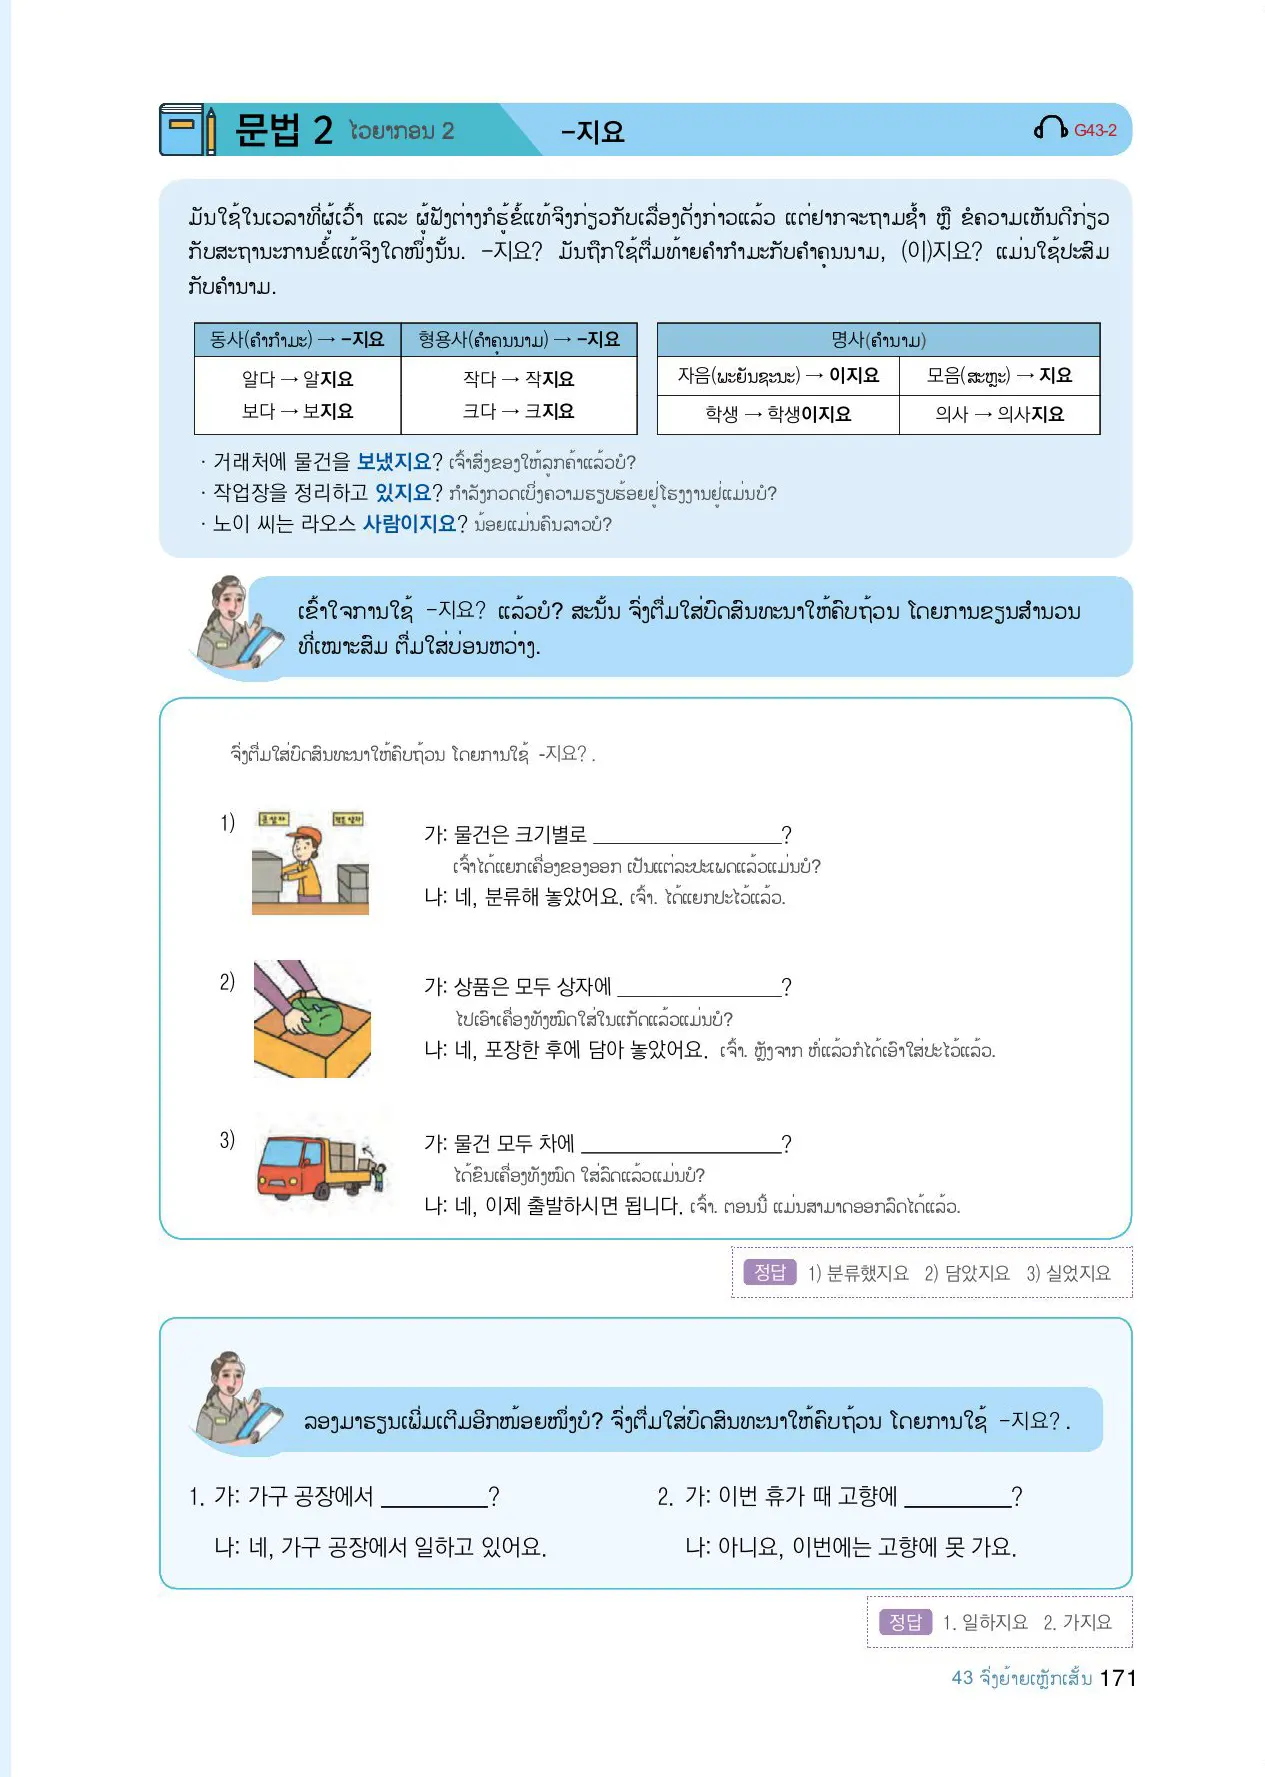 문법 2 ໄວຍາກອນ 2 -지요 G43-2
ມັນໃຊ້ໃນເວລາທີ່ຜູ້ເວົ້າ ແລະ ຜູ້ຟັງຕ່າງກໍຮູ້ຂໍ້ແທ້ຈິງກ່ຽວກັບເລື່ອງດັ່ງກ່າວແລ້ວ ແຕ່ຢາກຈະຖາມຊ້ຳ ຫຼື ຂໍຄວາມເຫັນດີກ່ຽວ
ກັບສະຖານະການຂໍ້ແທ້ຈິງໃດໜຶ່ງນັ້ນ. -지요? ມັນຖືກໃຊ້ຕື່ມທ້າຍຄຳກຳມະກັບຄຳຄຸນນາມ, (이)지요? ແມ່ນໃຊ້ປະສົມ
ກັບຄຳນາມ.
동사(ຄຳກຳມະ) → -지요 형용사(ຄຳຄຸນນາມ) → -지요
알다 → 알지요 작다 → 작지요
보다 → 보지요 크다 → 크지요
명사(ຄຳນາມ)
자음(ພະຍັນຊະນະ) → 이지요 모음(ສະຫຼະ) → 지요
학생 → 학생이지요 의사 → 의사지요
· 거래처에 물건을 보냈지요? ເຈົ້າສົ່ງຂອງໃຫ້ລູກຄ້າແລ້ວບໍ?
· 작업장을 정리하고 있지요? ກຳລັງກວດເບິ່ງຄວາມຮຽບຮ້ອຍຢູ່ໂຮງງານຢູ່ແມ່ນບໍ?
· 노이 씨는 라오스 사람이지요? ນ້ອຍແມ່ນຄົນລາວບໍ?
ເຂົ້າໃຈການໃຊ້ -지요? ແລ້ວບໍ? ສະນັ້ນ ຈົ່ງຕື່ມໃສ່ບົດສົນທະນາໃຫ້ຄົບຖ້ວນ ໂດຍການຂຽນສຳນວນ
ທີ່ເໝາະສົມ ຕື່ມໃສ່ບ່ອນຫວ່າງ.
ຈົ່ງຕື່ມໃສ່ບົດສົນທະນາໃຫ້ຄົບຖ້ວນ ໂດຍການໃຊ້ -지요?.
1) 가: 물건은 크기별로 ?
ເຈົ້າໄດ້ແຍກເຄື່ອງຂອງອອກ ເປັນແຕ່ລະປະເພດແລ້ວແມ່ນບໍ?
나: 네, 분류해 놓았어요. ເຈົ້າ. ໄດ້ແຍກປະໄວ້ແລ້ວ.
2) 가: 상품은 모두 상자에 ?
ໄປເອົາເຄື່ອງທັງໝົດໃສ່ໃນແກັດແລ້ວແມ່ນບໍ?
나: 네, 포장한 후에 담아 놓았어요. ເຈົ້າ. ຫຼັງຈາກ ຫໍ່ແລ້ວກໍໄດ້ເອົາໃສ່ປະໄວ້ແລ້ວ.
3) 가: 물건 모두 차에 ?
ໄດ້ຂົນເຄື່ອງທັງໝົດ ໃສ່ລົດແລ້ວແມ່ນບໍ?
나: 네, 이제 출발하시면 됩니다. ເຈົ້າ. ຕອນນີ້ ແມ່ນສາມາດອອກລົດໄດ້ແລ້ວ.
정답 1) 분류했지요 2) 담았지요 3) 실었지요
ລອງມາຮຽນເພີ່ມເຕີມອີກໜ້ອຍໜຶ່ງບໍ? ຈົ່ງຕື່ມໃສ່ບົດສົນທະນາໃຫ້ຄົບຖ້ວນ ໂດຍການໃຊ້ -지요?.
1. 가: 가구 공장에서 ?
나: 네, 가구 공장에서 일하고 있어요.
2. 가: 이번 휴가 때 고향에 ?
나: 아니요, 이번에는 고향에 못 가요.
정답 1. 일하지요 2. 가지요
43 ຈົ່ງຍ້າຍເຫຼັກເສັ້ນ 171